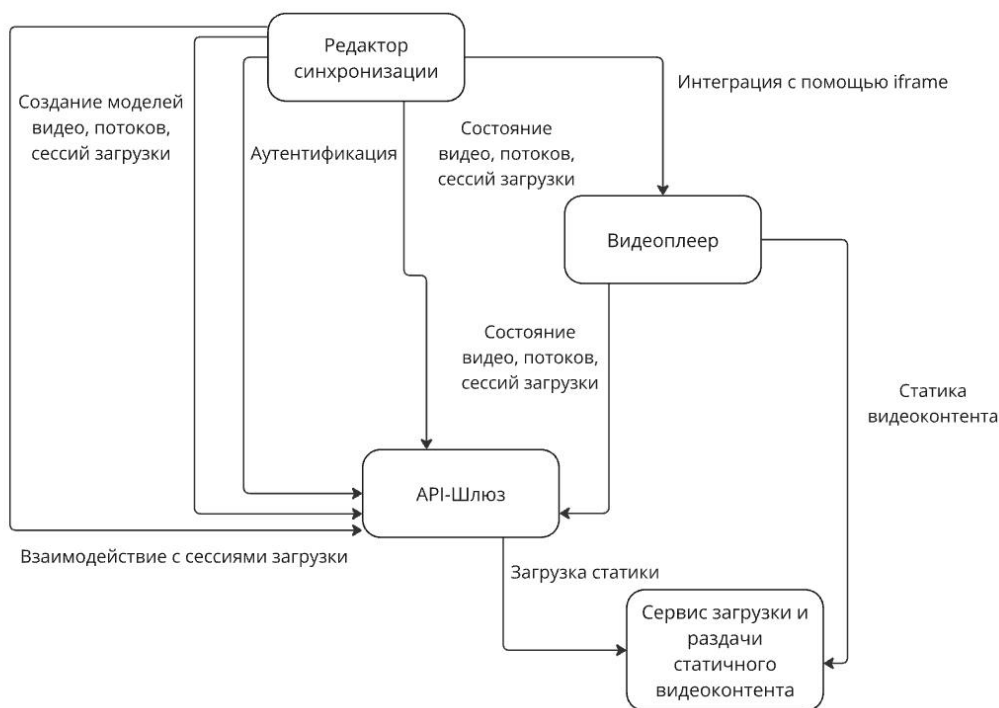 Редактор
синхронизации
Интеграция с помощью iframe
Создание моделей
видео, потоков,
сессий загрузки
Аутентификация
Состояние
видео, потоков,
сессий загрузки
Видеоплеер
Состояние
видео, потоков,
сессий загрузки
Статика
видеоконтента
API-Шлюз
Взаимодействие с сессиями загрузки
Загрузка статики
Сервис загрузки и
раздачи
статичного
видеоконтента